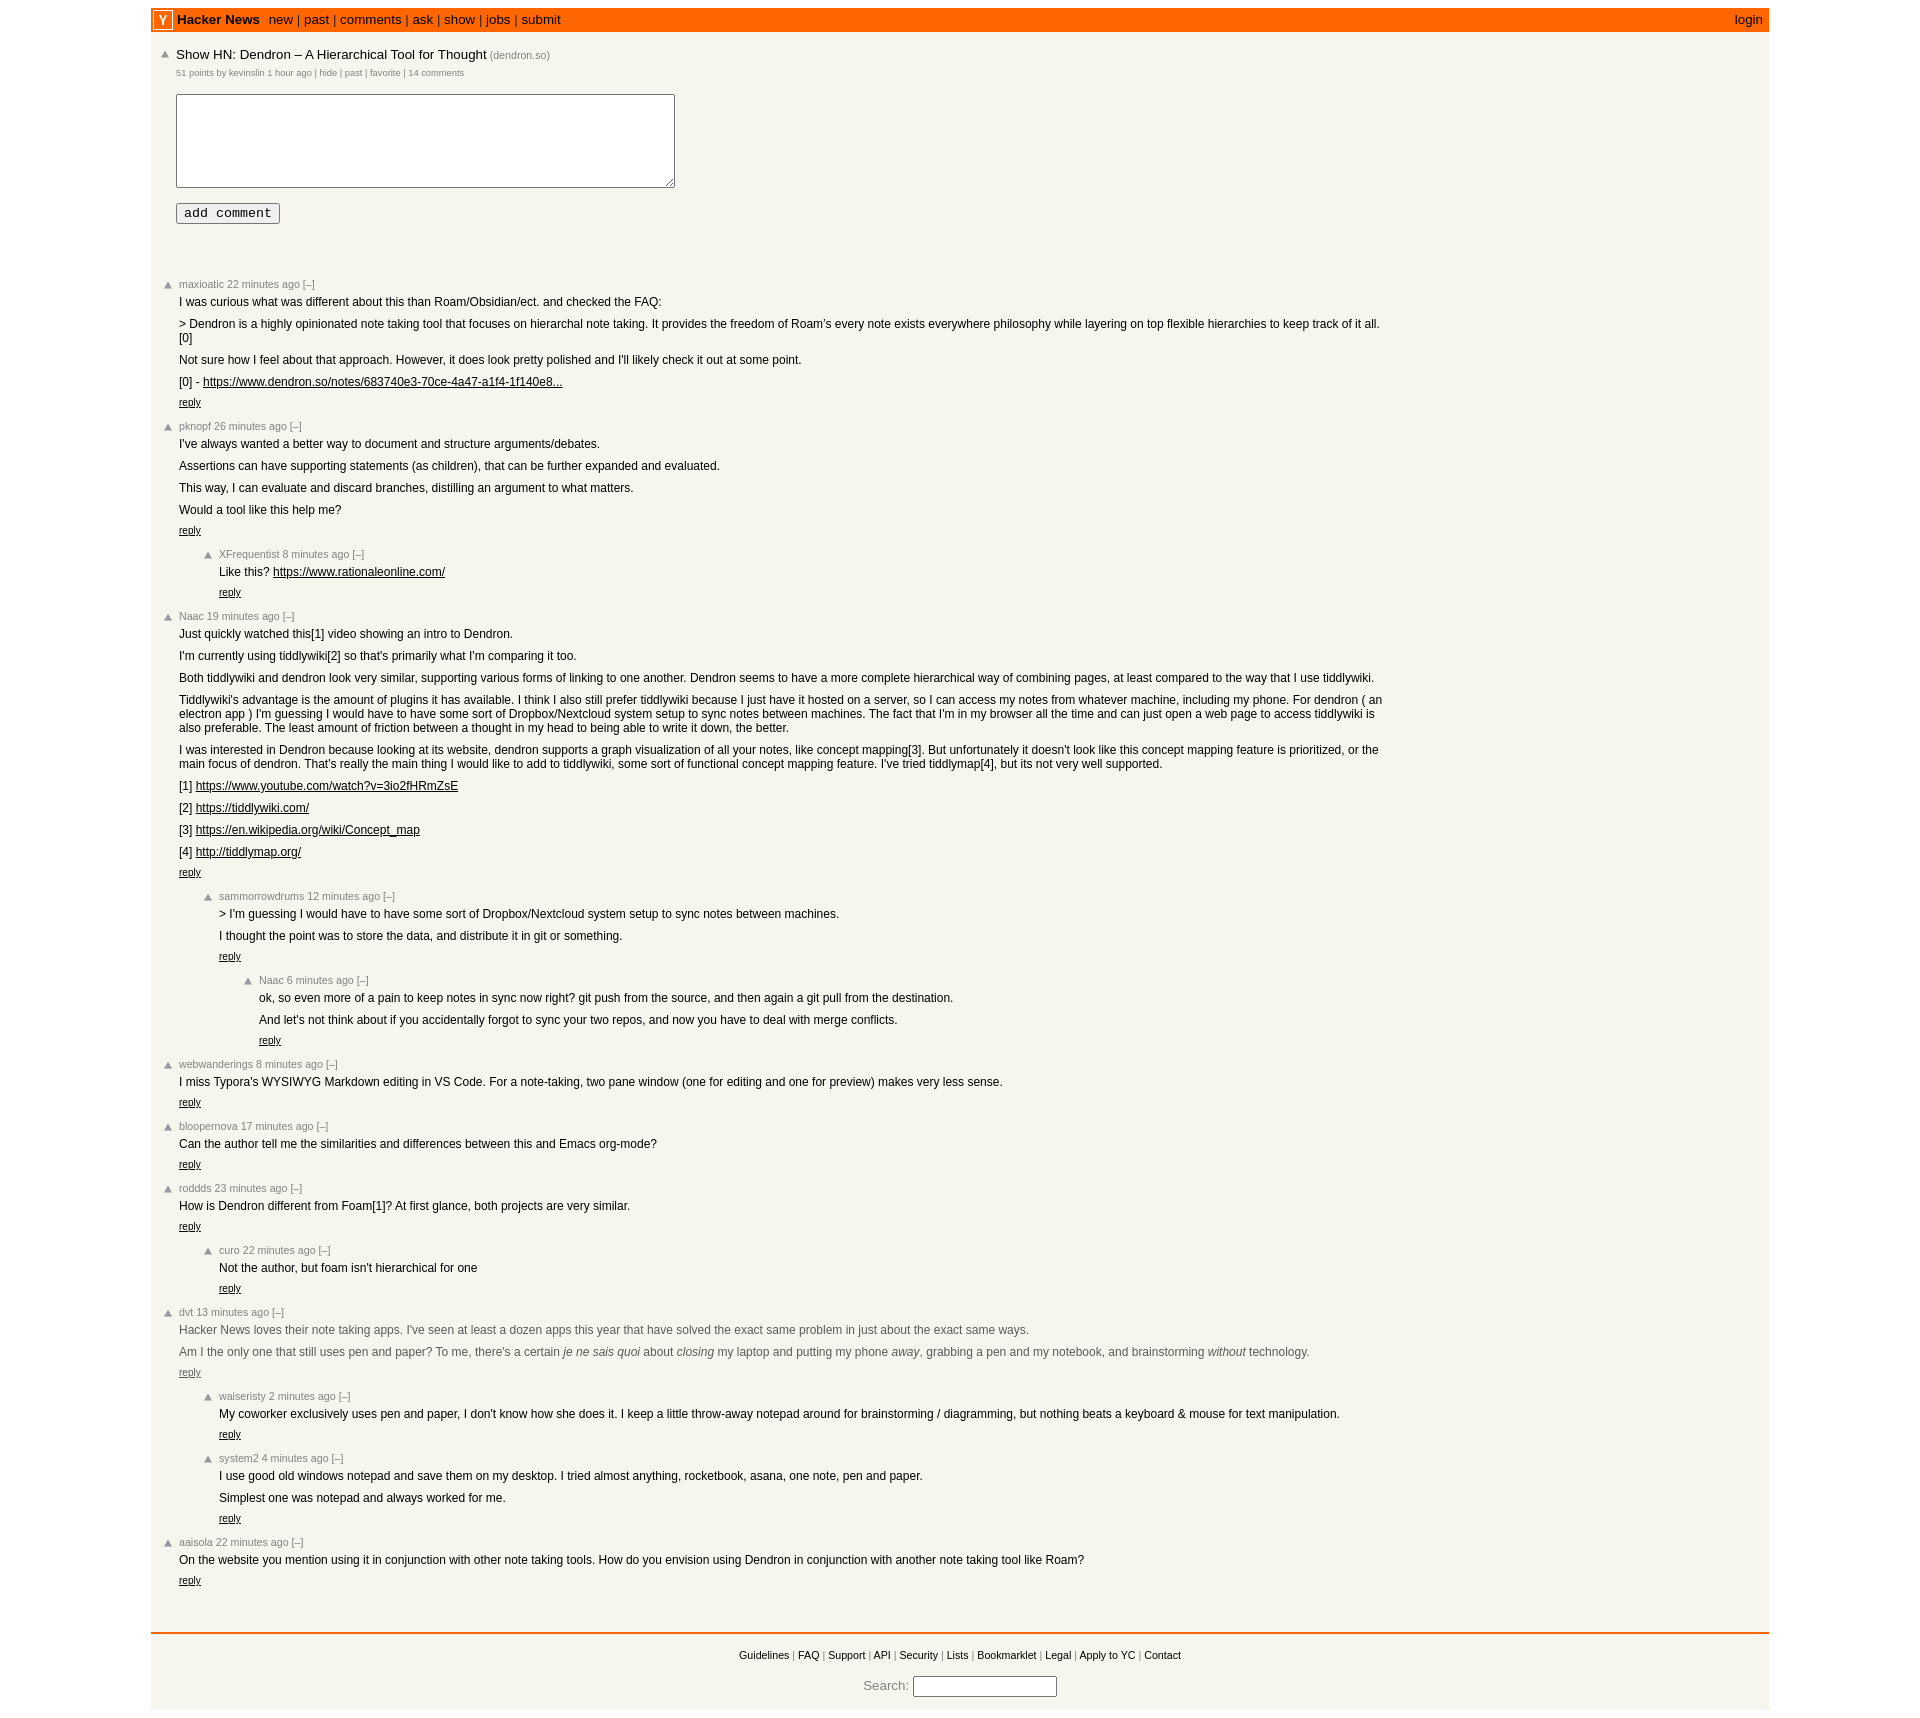 Y Hacker News new | past | comments | ask | show | jobs | submit login
Show HN: Dendron – A Hierarchical Tool for Thought (dendron.so)
51 points by kevinslin 1 hour ago | hide | past | favorite | 14 comments
add comment
maxioatic 22 minutes ago [–]
I was curious what was different about this than Roam/Obsidian/ect. and checked the FAQ:
> Dendron is a highly opinionated note taking tool that focuses on hierarchal note taking. It provides the freedom of Roam's every note exists everywhere philosophy while layering on top flexible hierarchies to keep track of it all.
[0]
Not sure how I feel about that approach. However, it does look pretty polished and I'll likely check it out at some point.
[0] - https://www.dendron.so/notes/683740e3-70ce-4a47-a1f4-1f140e8...
reply
pknopf 26 minutes ago [–]
I've always wanted a better way to document and structure arguments/debates.
Assertions can have supporting statements (as children), that can be further expanded and evaluated.
This way, I can evaluate and discard branches, distilling an argument to what matters.
Would a tool like this help me?
reply
XFrequentist 8 minutes ago [–]
Like this? https://www.rationaleonline.com/
reply
Naac 19 minutes ago [–]
Just quickly watched this[1] video showing an intro to Dendron.
I'm currently using tiddlywiki[2] so that's primarily what I'm comparing it too.
Both tiddlywiki and dendron look very similar, supporting various forms of linking to one another. Dendron seems to have a more complete hierarchical way of combining pages, at least compared to the way that I use tiddlywiki.
Tiddlywiki's advantage is the amount of plugins it has available. I think I also still prefer tiddlywiki because I just have it hosted on a server, so I can access my notes from whatever machine, including my phone. For dendron ( an
electron app ) I'm guessing I would have to have some sort of Dropbox/Nextcloud system setup to sync notes between machines. The fact that I'm in my browser all the time and can just open a web page to access tiddlywiki is
also preferable. The least amount of friction between a thought in my head to being able to write it down, the better.
I was interested in Dendron because looking at its website, dendron supports a graph visualization of all your notes, like concept mapping[3]. But unfortunately it doesn't look like this concept mapping feature is prioritized, or the
main focus of dendron. That's really the main thing I would like to add to tiddlywiki, some sort of functional concept mapping feature. I've tried tiddlymap[4], but its not very well supported.
[1] https://www.youtube.com/watch?v=3io2fHRmZsE
[2] https://tiddlywiki.com/
[3] https://en.wikipedia.org/wiki/Concept_map
[4] http://tiddlymap.org/
reply
sammorrowdrums 12 minutes ago [–]
> I'm guessing I would have to have some sort of Dropbox/Nextcloud system setup to sync notes between machines.
I thought the point was to store the data, and distribute it in git or something.
reply
Naac 6 minutes ago [–]
ok, so even more of a pain to keep notes in sync now right? git push from the source, and then again a git pull from the destination.
And let's not think about if you accidentally forgot to sync your two repos, and now you have to deal with merge conflicts.
reply
webwanderings 8 minutes ago [–]
I miss Typora's WYSIWYG Markdown editing in VS Code. For a note-taking, two pane window (one for editing and one for preview) makes very less sense.
reply
bloopernova 17 minutes ago [–]
Can the author tell me the similarities and differences between this and Emacs org-mode?
reply
roddds 23 minutes ago [–]
How is Dendron different from Foam[1]? At first glance, both projects are very similar.
reply
curo 22 minutes ago [–]
Not the author, but foam isn't hierarchical for one
reply
dvt 13 minutes ago [–]
Hacker News loves their note taking apps. I've seen at least a dozen apps this year that have solved the exact same problem in just about the exact same ways.
Am I the only one that still uses pen and paper? To me, there's a certain je ne sais quoi about closing my laptop and putting my phone away, grabbing a pen and my notebook, and brainstorming without technology.
reply
waiseristy 2 minutes ago [–]
My coworker exclusively uses pen and paper, I don't know how she does it. I keep a little throw-away notepad around for brainstorming / diagramming, but nothing beats a keyboard & mouse for text manipulation.
reply
system2 4 minutes ago [–]
I use good old windows notepad and save them on my desktop. I tried almost anything, rocketbook, asana, one note, pen and paper.
Simplest one was notepad and always worked for me.
reply
aaisola 22 minutes ago [–]
On the website you mention using it in conjunction with other note taking tools. How do you envision using Dendron in conjunction with another note taking tool like Roam?
reply
Guidelines | FAQ | Support | API | Security | Lists | Bookmarklet | Legal | Apply to YC | Contact
Search: